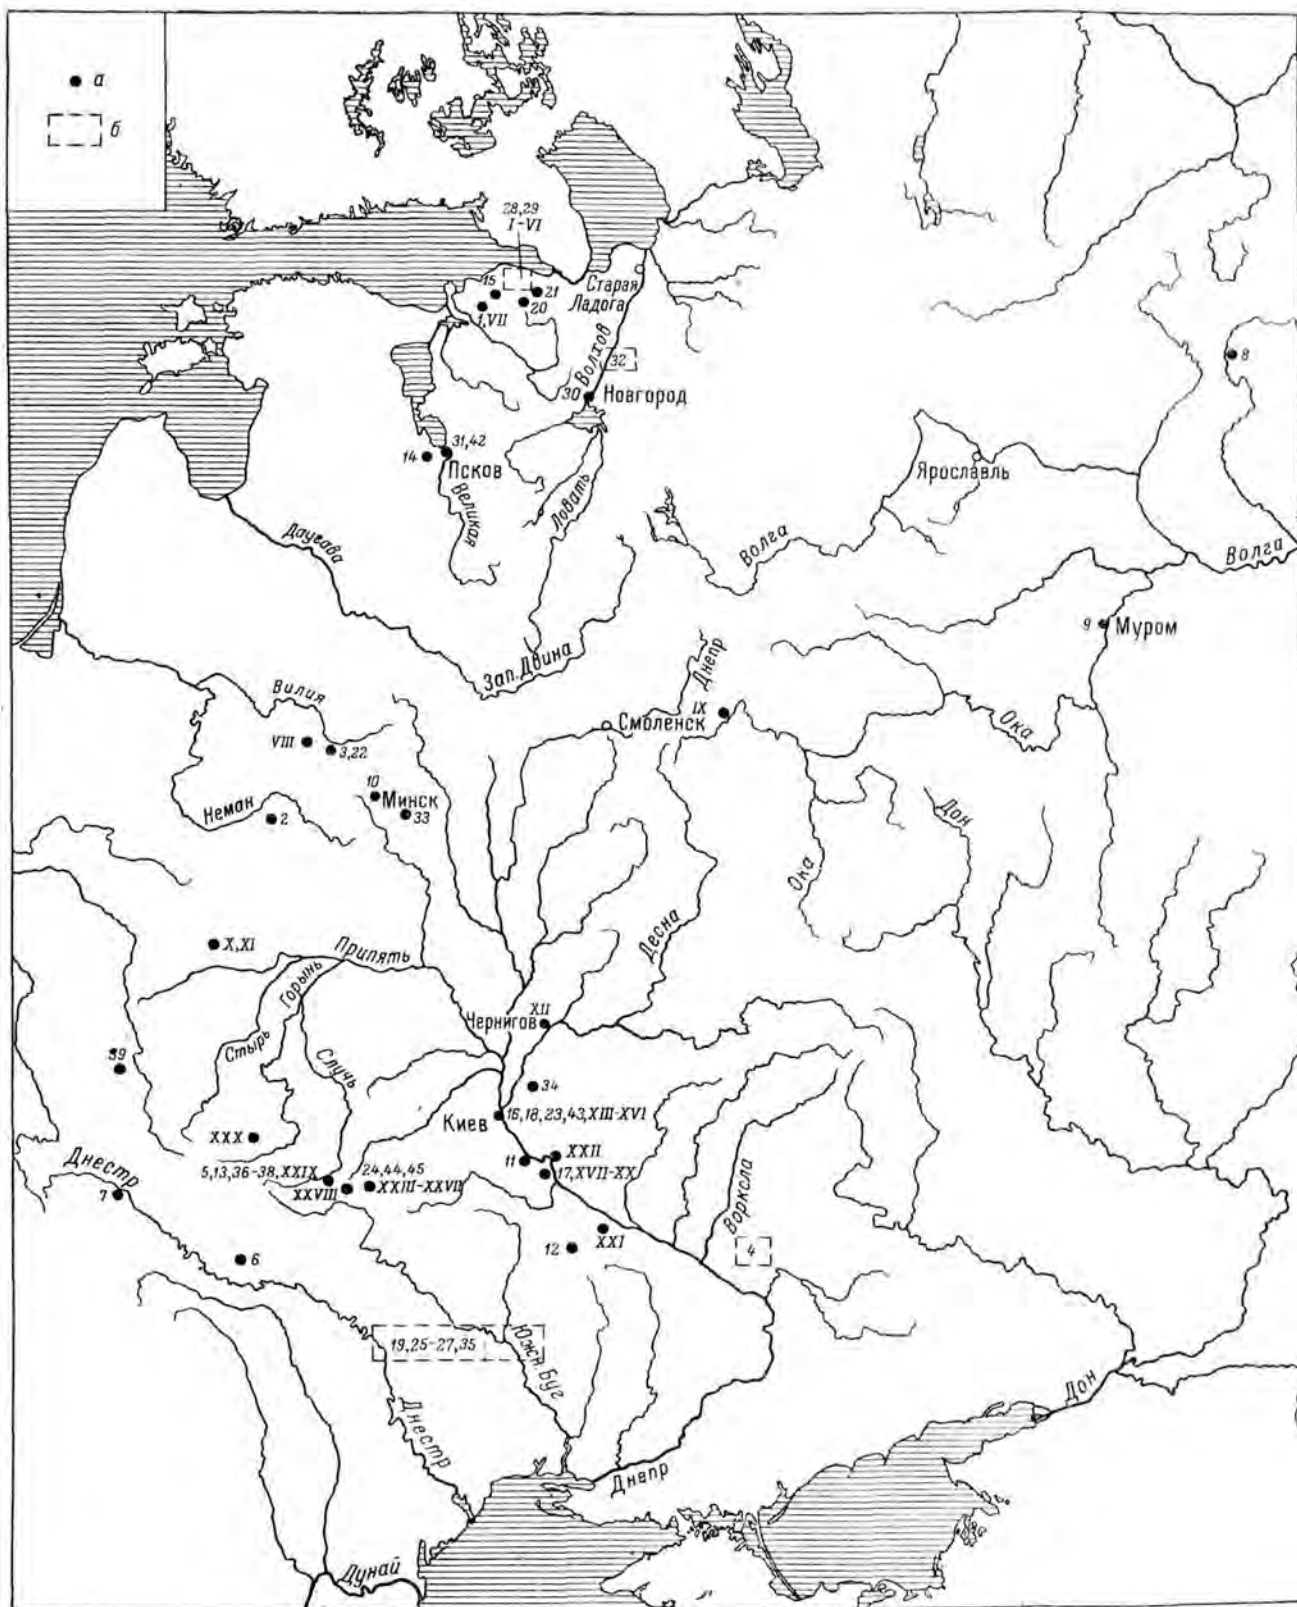 а
б
28,29
I-VI
15
21
1,VII
20
Старая
Ладога
Волхов
32
8
30
Новгород
31,42
14
Псков
Великая
Ловать
Ярославль
Волга
Волга
Даугава
9
Муром
Зап. Двина
Днепр
Вилия
IX
Смоленск
Ока
VIII
3,22
10
Минск
33
Неман
2
Дон
Ока
Десна
X,XI
Припять
Горынь
XII
Чернигов
Стырь
Случь
39
34
Киев
16,18,23,43,XIII-XVI
XXX
XXII
11
Днестр
5,13,36-38,XXIX
24,44,45
17,XVII-XX
XXVIII
XXIII-XXVII
7
Ворксла
XXI
12
4
6
19,25-27,35
Южн. Буг
Днестр
Дон
Днепр
Дунай